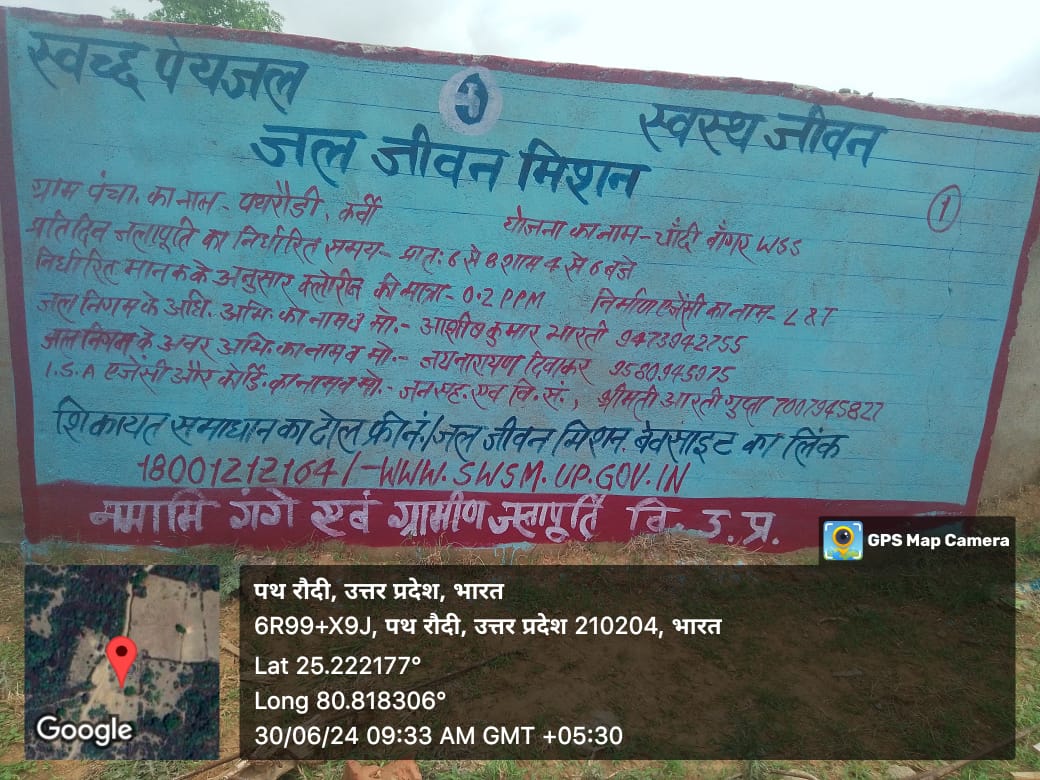 स्वच्छ पेयजल
स्वस्थ जीवन
जल जीवन मिशन
1
ग्राम पंचा. का नाम - पथरौडी, कर्वी
योजना का नाम - चाँदी बाँगर WSS
प्रतिदिन जलापूर्ति का निर्धारित समय - प्रात: 6 से 8 शाम 4 से 6 बजे
निर्धारित मानक के अनुसार क्लोरीन की मात्रा - 0.2 PPM
निर्माण एजेंसी का नाम - L&T
जल निगम के अधि. अभि. का नाम व मो. - आशीष कुमार भारती 9473942755
जल निगम के अवर अभि. का नाम व मो. - जयनारायण दिवाकर 9580945975
I.S.A एजेंसी और कोर्डि. का नाम व मो. - जन सह. एवं वि. सं., श्रीमती आरती गुप्ता 7007945827
शिकायत समाधान का टोल फ्री नं./जल जीवन मिशन. बेवसाइट का लिंक
18001212164/-WWW.SWSM.UP.GOV.IN
नमामि गंगे एवं ग्रामीण जलापूर्ति वि. उ. प्र.
GPS Map Camera
पथ रौदी, उत्तर प्रदेश, भारत
6R99+X9J, पथ रौदी, उत्तर प्रदेश 210204, भारत
Lat 25.222177°
Long 80.818306°
30/06/24 09:33 AM GMT +05:30
Google